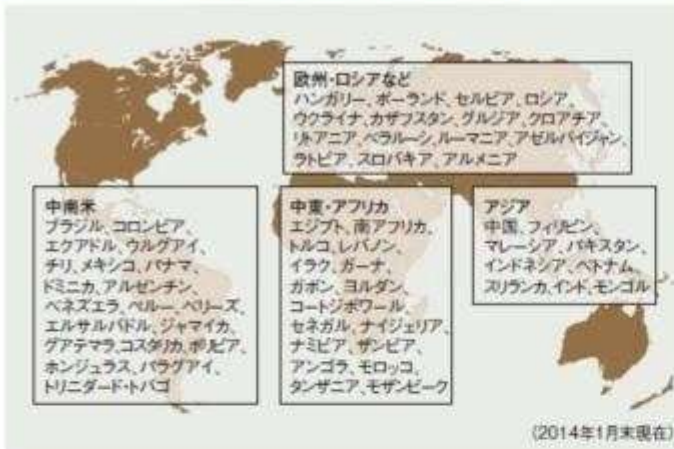 欧州・ロシアなど
ハンガリー、ポーランド、セルビア、ロシア、
ウクライナ、カザフスタン、グルジア、クロアチア、
リトアニア、ベラルーシ、ルーマニア、アゼルバイジャン、
ラトビア、スロバキア、アルメニア
中南米
ブラジル、コロンビア、
エクアドル、ウルグアイ、
チリ、メキシコ、パナマ、
ドミニカ、アルゼンチン、
ベネズエラ、ペルー、ベリーズ、
エルサルバドル、ジャマイカ、
グアテマラ、コスタリカ、ボリビア、
ホンジュラス、パラグアイ、
トリニダード・トバゴ
中東・アフリカ
エジプト、南アフリカ、
トルコ、レバノン、
イラク、ガーナ、
ガボン、ヨルダン、
コートジボワール、
セネガル、ナイジェリア、
ナミビア、ザンビア、
アンゴラ、モロッコ、
タンザニア、モザンビーク
アジア
中国、フィリピン、
マレーシア、パキスタン、
インドネシア、ベトナム、
スリランカ、インド、モンゴル
(2014年1月末現在)